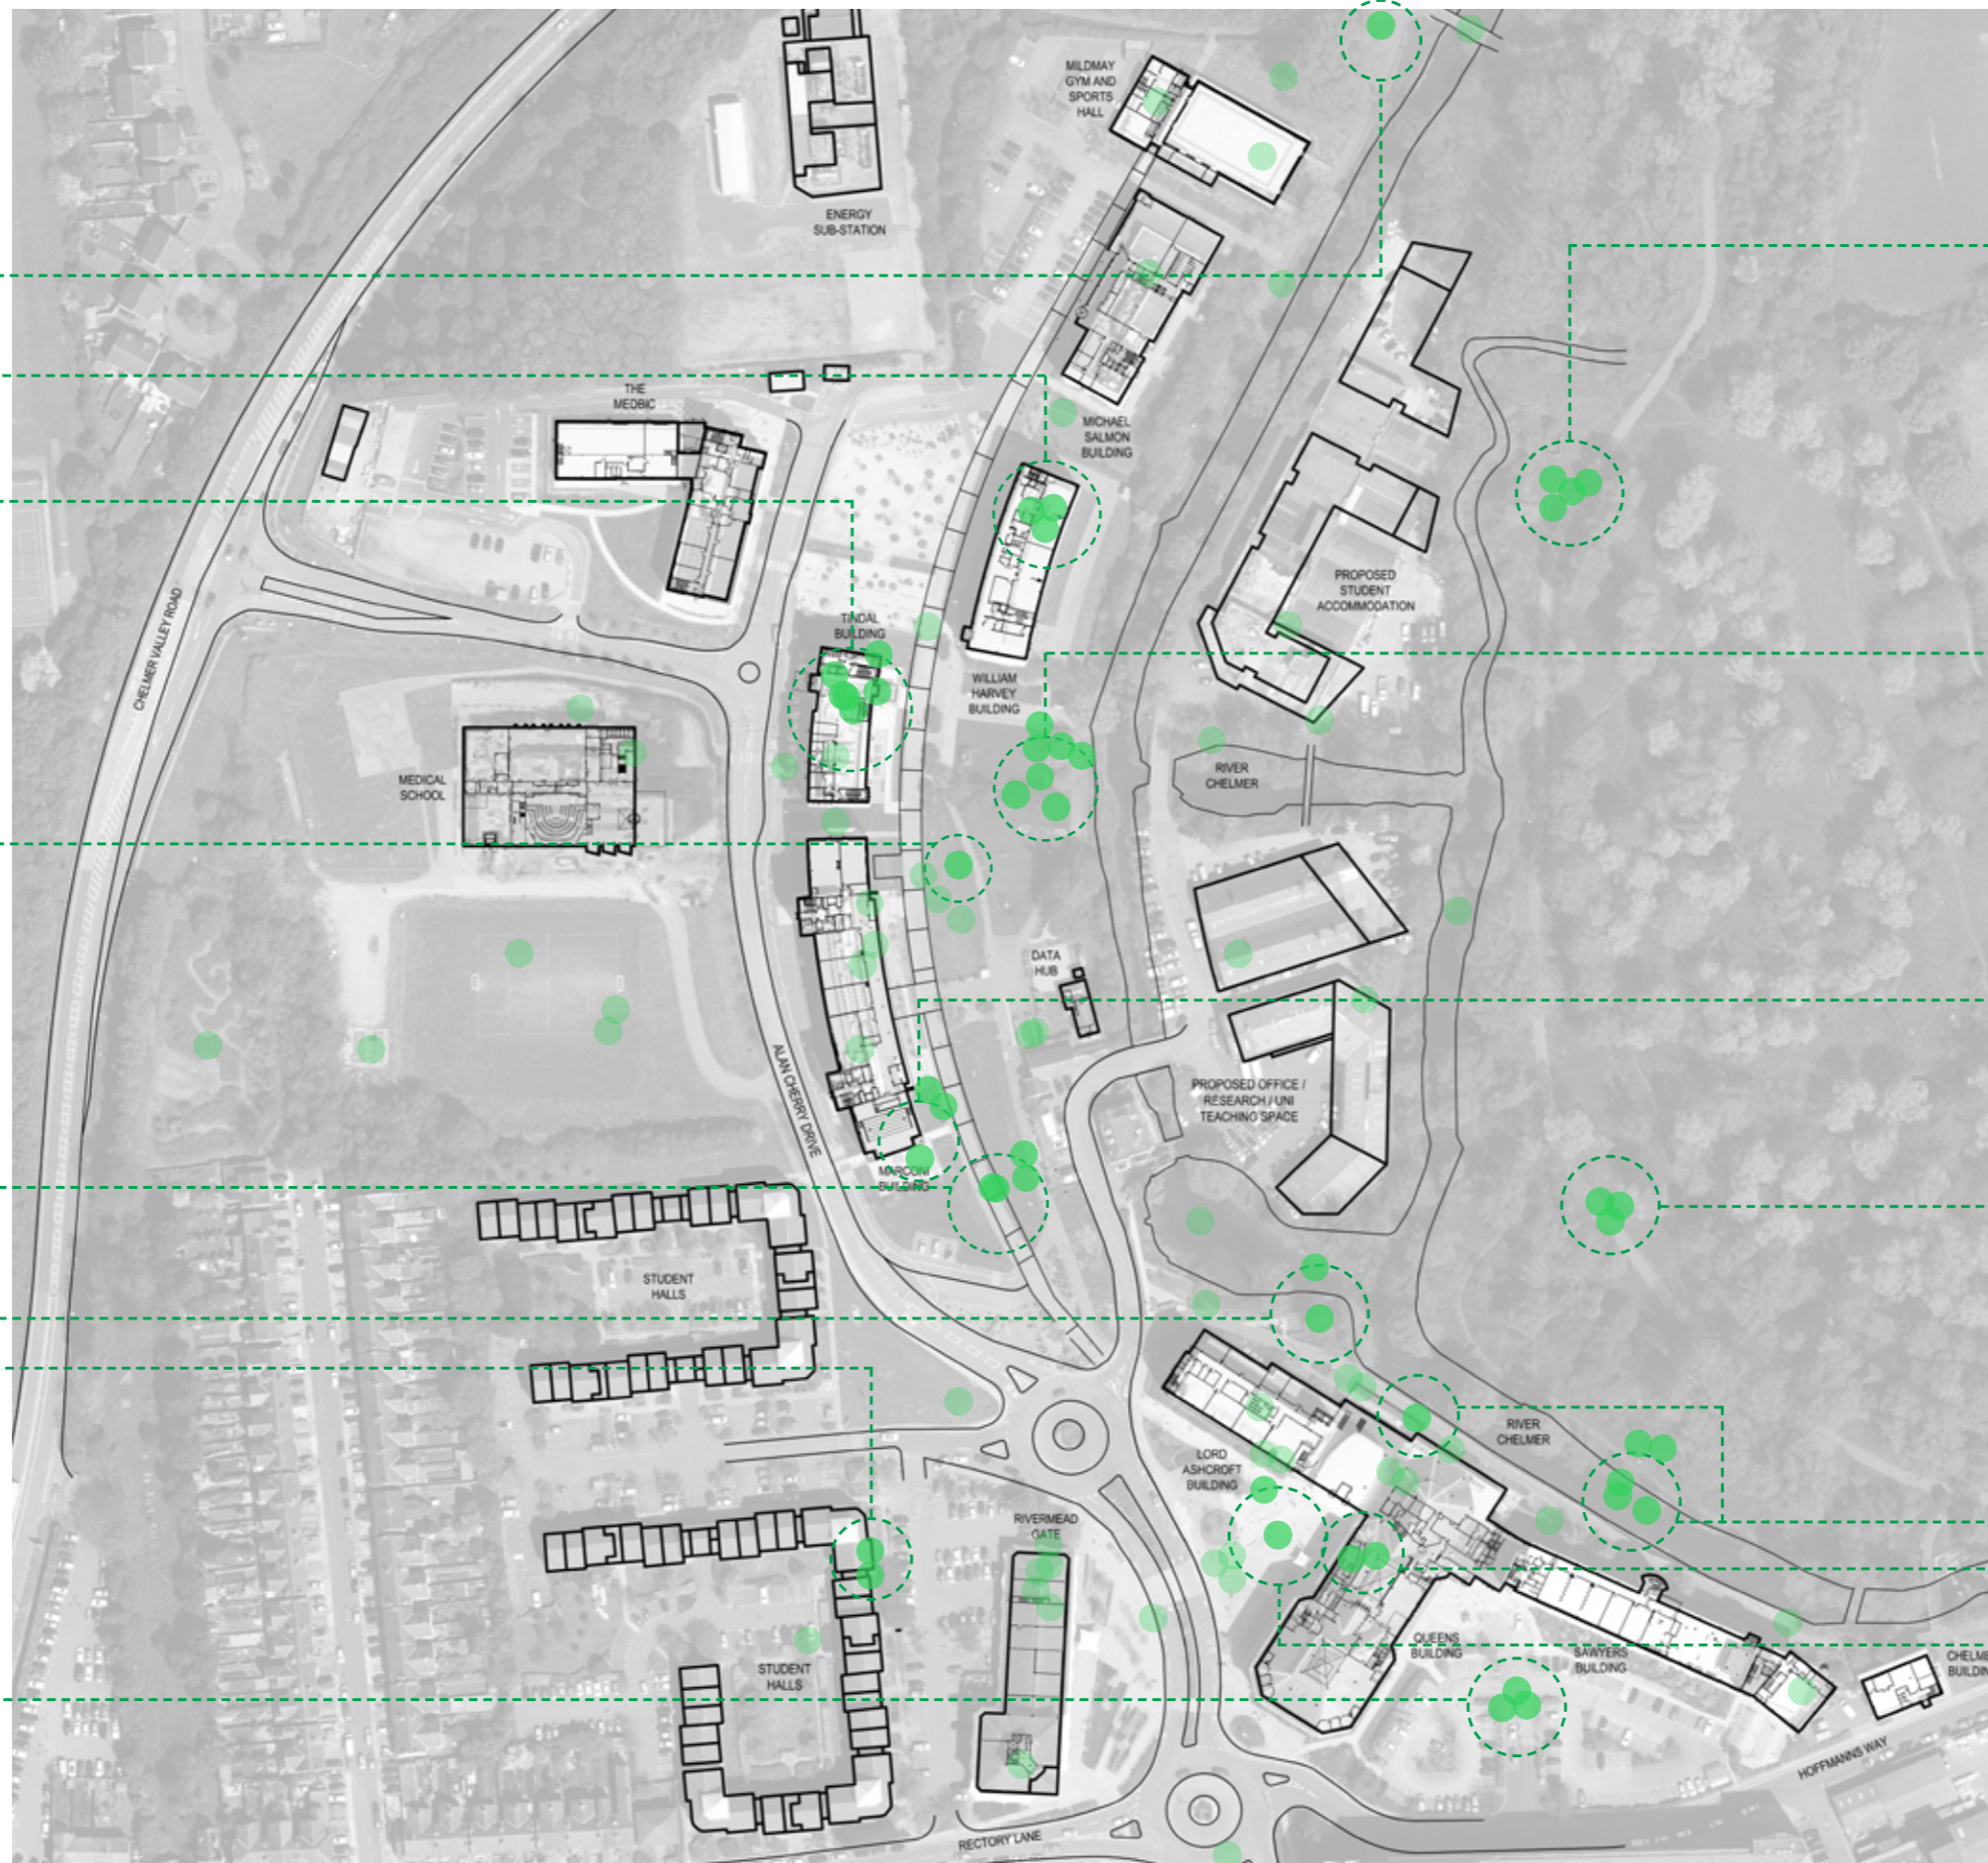 MILDMAY
GYM AND
SPORTS
HALL
ENERGY
SUB-STATION
THE
MEDBIC
MICHAEL
SALMON
BUILDING
PROPOSED
STUDENT
ACCOMMODATION
CHELMER VALLEY ROAD
TINDAL
BUILDING
WILLIAM
HARVEY
BUILDING
MEDICAL
SCHOOL
RIVER
CHELMER
DATA
HUB
ALAN CHERRY DRIVE
PROPOSED OFFICE /
RESEARCH / UNI
TEACHING SPACE
MARCONI
BUILDING
STUDENT
HALLS
RIVER
CHELMER
LORD
ASHCROFT
BUILDING
RIVERMEAD
GATE
QUEENS
BUILDING
SAWYERS
BUILDING
CHELME
BUILDIN
STUDENT
HALLS
HOFFMANNS WAY
RECTORY LANE